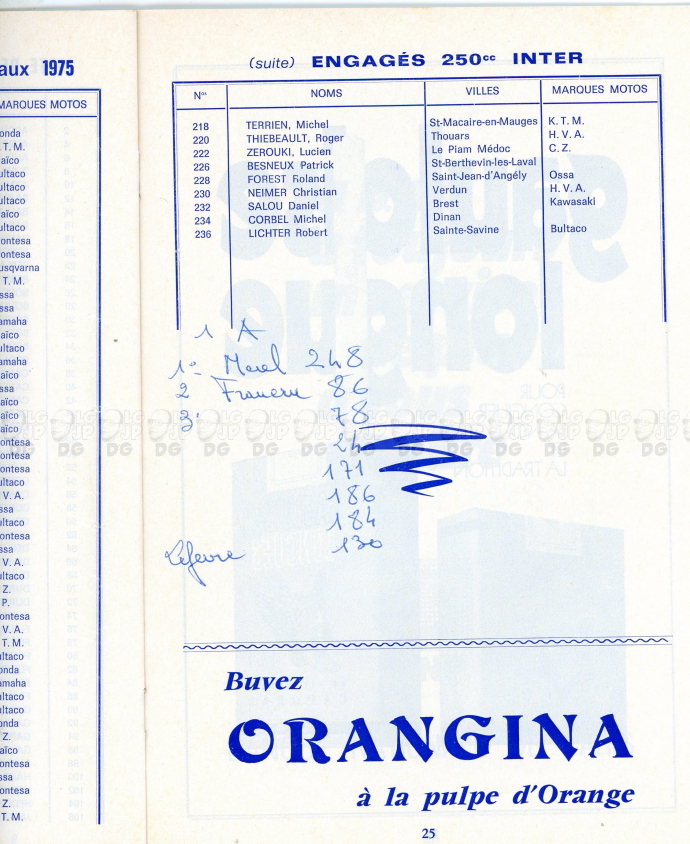 aux 1975
MARQUES MOTOS
onda
T. M.
aïco
ultaco
ultaco
ultaco
aïco
ultaco
ontesa
ontesa
usqvarna
T. M.
ssa
ssa
amaha
aïco
ultaco
amaha
aïco
ssa
aïco
aïco
aïco
ontesa
ontesa
ontesa
ultaco
V. A.
ssa
ultaco
ontesa
ssa
V. A.
ultaco
Z.
P.
ontesa
V. A.
T. M.
ultaco
onda
amaha
ultaco
ultaco
onda
Z.
aïco
ontesa
ssa
ontesa
Z.
T. M.
(suite) ENGAGÉS 250cc INTER
Nos NOMS VILLES MARQUES MOTOS
218 TERRIEN, Michel St-Macaire-en-Mauges K. T. M.
220 THIEBEAULT, Roger Thouars H. V. A.
222 ZEROUKI, Lucien Le Piam Médoc C. Z.
226 BESNEUX Patrick St-Berthevin-les-Laval
228 FOREST Roland Saint-Jean-d'Angély Ossa
230 NEIMER Christian Verdun H. V. A.
232 SALOU Daniel Brest Kawasaki
234 CORBEL Michel Dinan
236 LICHTER Robert Sainte-Savine Bultaco
1 A
1° Morel 248
2 86
3° 78
24
171
186
184
Lefevre 130
Buvez
ORANGINA
à la pulpe d'Orange
25